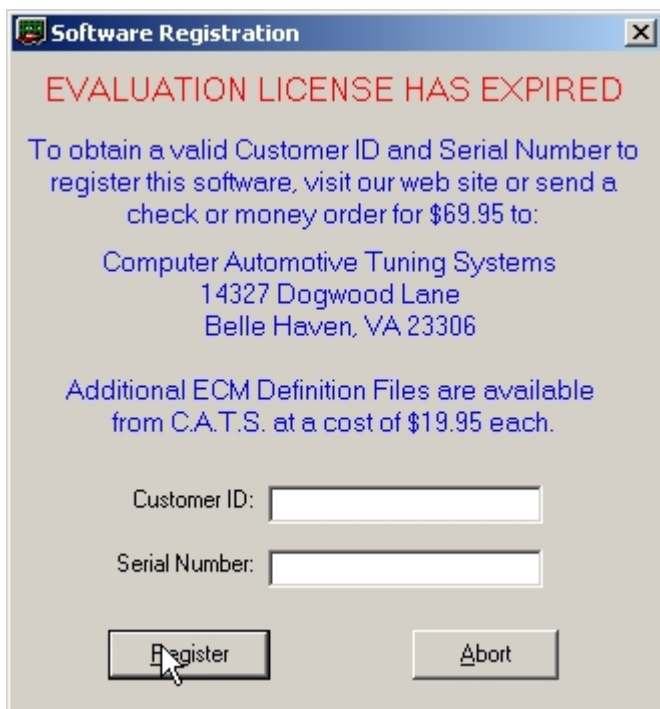 Software Registration
EVALUATION LICENSE HAS EXPIRED
To obtain a valid Customer ID and Serial Number to
register this software, visit our web site or send a
check or money order for $69.95 to:
Computer Automotive Tuning Systems
14327 Dogwood Lane
Belle Haven, VA 23306
Additional ECM Definition Files are available
from C.A.T.S. at a cost of $19.95 each.
Customer ID:
Serial Number:
Register Abort